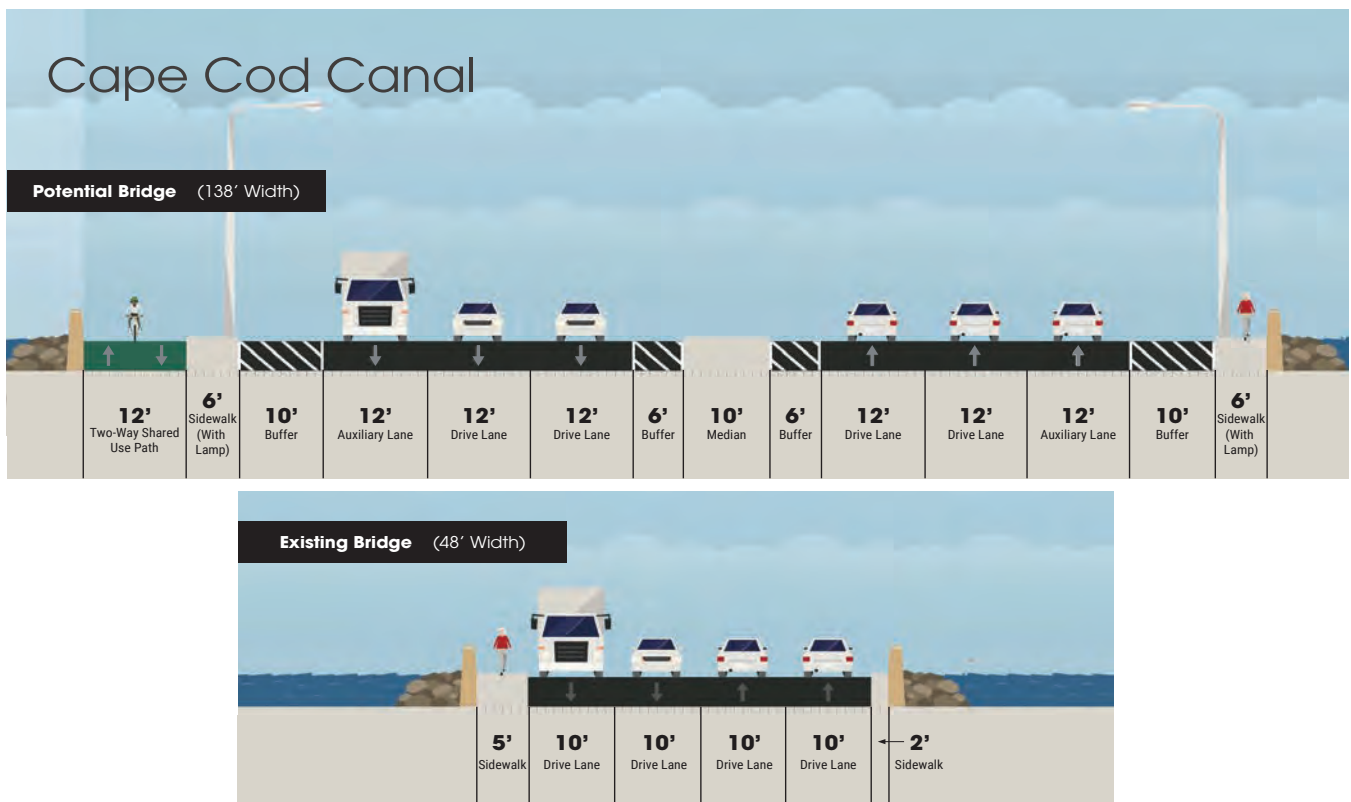 Cape Cod Canal
Potential Bridge (138' Width)
12'
Two-Way Shared
Use Path
6'
Sidewalk
(With
Lamp)
10'
Buffer
12'
Auxiliary Lane
12'
Drive Lane
12'
Drive Lane
6'
Buffer
10'
Median
6'
Buffer
12'
Drive Lane
12'
Drive Lane
12'
Auxiliary Lane
10'
Buffer
6'
Sidewalk
(With
Lamp)
Existing Bridge (48' Width)
5'
Sidewalk
10'
Drive Lane
10'
Drive Lane
10'
Drive Lane
10'
Drive Lane
2'
Sidewalk